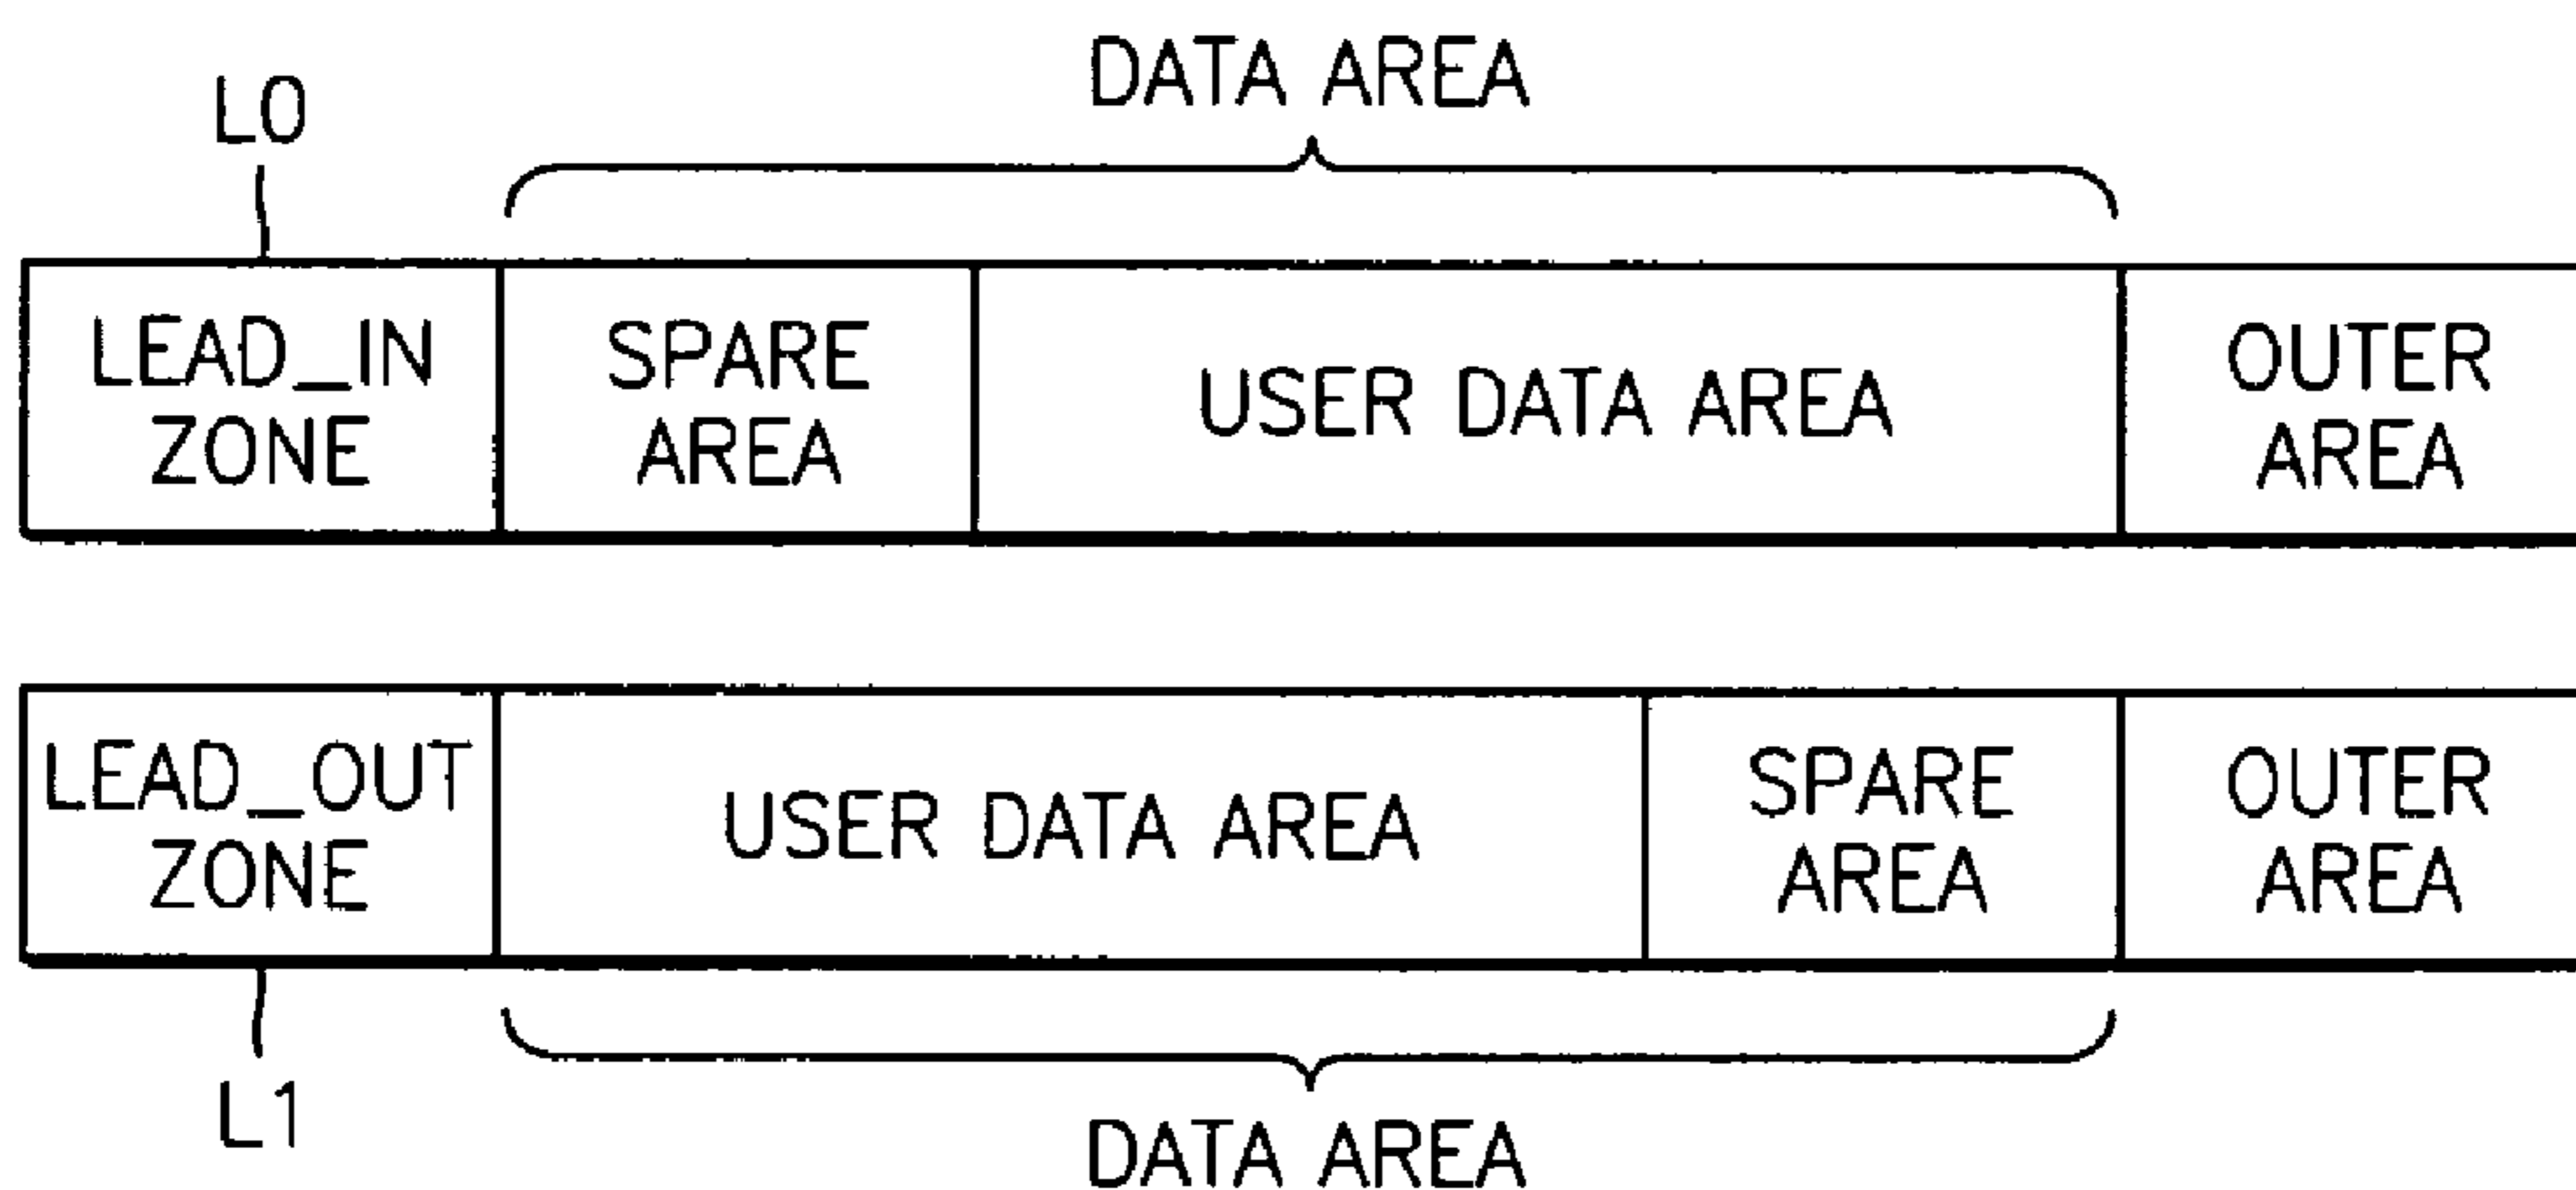 DATA AREA
L0
LEAD_IN
ZONE
SPARE
AREA
USER DATA AREA
OUTER
AREA
LEAD_OUT
ZONE
USER DATA AREA
SPARE
AREA
OUTER
AREA
L1
DATA AREA